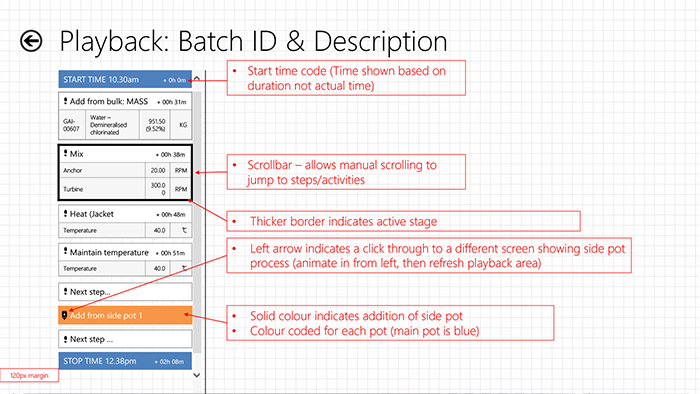 Playback: Batch ID & Description
START TIME 10.30am + 0h 0m
Add from bulk: MASS + 00h 31m
GAI-
00607
Water –
Demineralised
chlorinated
951.50
(9.52%)
KG
Mix + 00h 38m
Anchor 20.00 RPM
Turbine 300.0
0 RPM
Heat (Jacket + 00h 48m
Temperature 40.0 ℃
Maintain temperature + 00h 51m
Temperature 40.0 ℃
Next step...
Add from side pot 1
Next step ...
STOP TIME 12.38pm + 02h 08m
120px margin
• Start time code (Time shown based on
duration not actual time)
• Scrollbar – allows manual scrolling to
jump to steps/activities
• Thicker border indicates active stage
• Left arrow indicates a click through to a different screen showing side pot
process (animate in from left, then refresh playback area)
• Solid colour indicates addition of side pot
• Colour coded for each pot (main pot is blue)